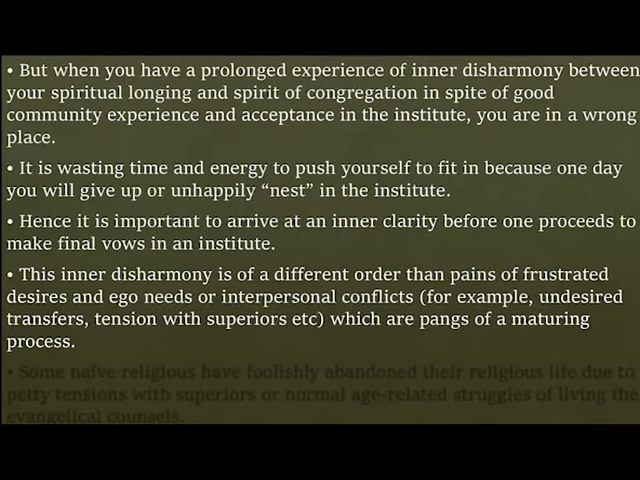 • But when you have a prolonged experience of inner disharmony between
your spiritual longing and spirit of congregation in spite of good
community experience and acceptance in the institute, you are in a wrong
place.
• It is wasting time and energy to push yourself to fit in because one day
you will give up or unhappily “nest” in the institute.
• Hence it is important to arrive at an inner clarity before one proceeds to
make final vows in an institute.
• This inner disharmony is of a different order than pains of frustrated
desires and ego needs or interpersonal conflicts (for example, undesired
transfers, tension with superiors etc) which are pangs of a maturing
process.
• Some naïve religious have foolishly abandoned their religious life due to
petty tensions with superiors or normal age-related struggles of living the
evangelical counsels.